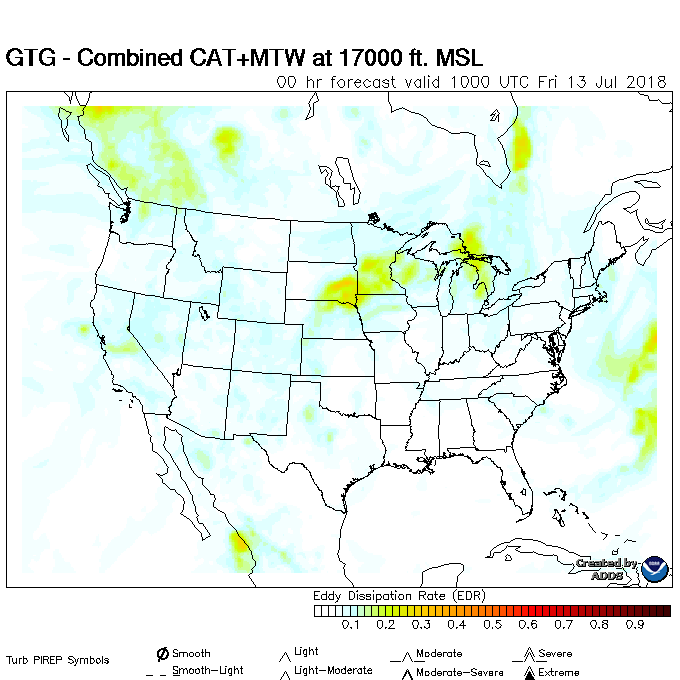 GTG - Combined CAT+MTW at 17000 ft. MSL
00 hr forecast valid 1000 UTC Fri 13 Jul 2018
Created by
ADDS
Eddy Dissipation Rate (EDR)
0.1 0.2 0.3 0.4 0.5 0.6 0.7 0.8 0.9
Turb PIREP Symbols
Smooth Light Moderate Severe
Smooth-Light Light-Moderate Moderate-Severe Extreme